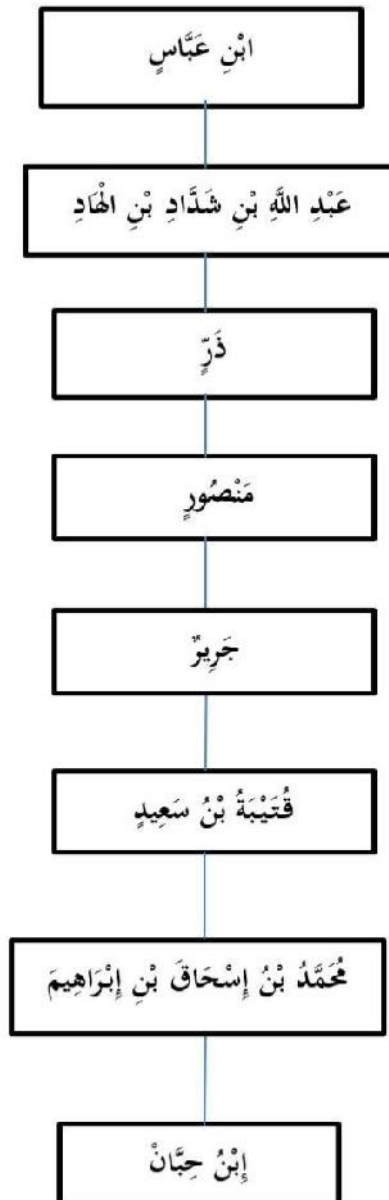 ابْنِ عَبَّاسٍ
عَبْدِ اللَّهِ بْنِ شَدَّادِ بْنِ الْهَادِ
ذَرٍّ
مَنْصُورٍ
جَرِيرٌ
قُتَيْبَةُ بْنُ سَعِيدٍ
مُحَمَّدُ بْنُ إِسْحَاقَ بْنِ إِبْرَاهِيمَ
إِبْنُ حِبَّانْ